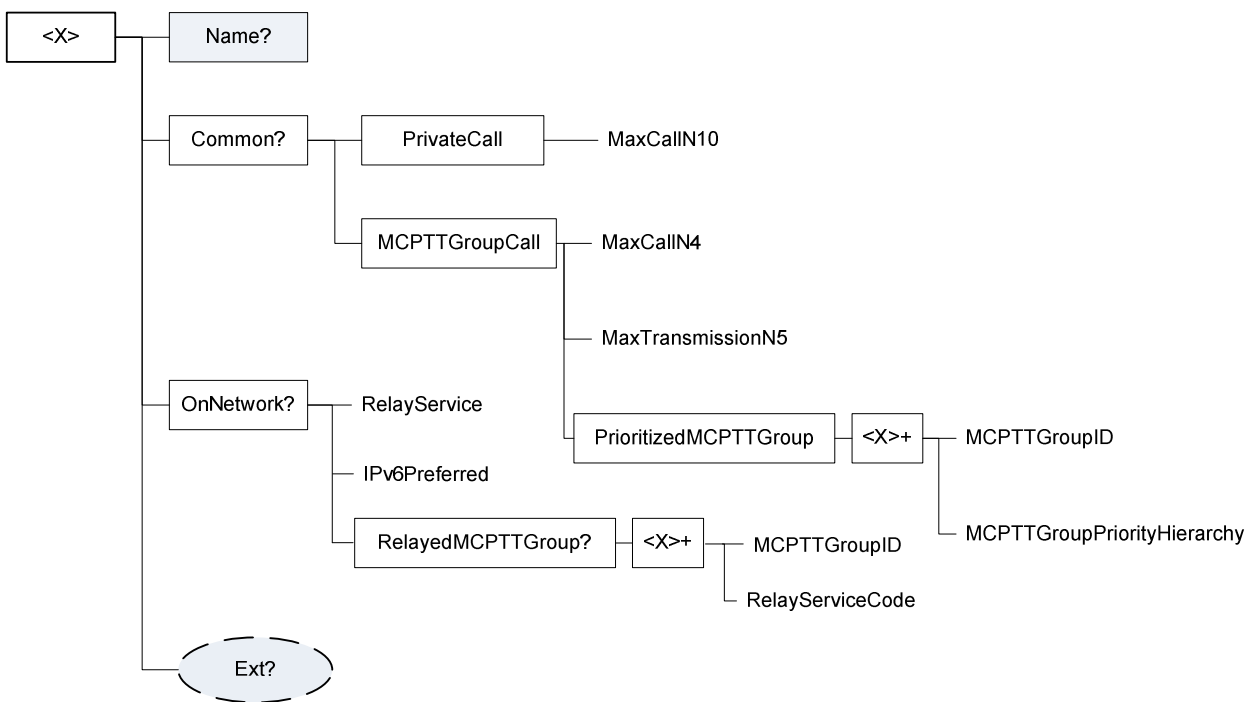 <X>
Name?
Common?
PrivateCall
MaxCallN10
MCPTTGroupCall
MaxCallN4
MaxTransmissionN5
OnNetwork?
RelayService
PrioritizedMCPTTGroup
<X>+
MCPTTGroupID
IPv6Preferred
MCPTTGroupPriorityHierarchy
RelayedMCPTTGroup?
<X>+
MCPTTGroupID
RelayServiceCode
Ext?